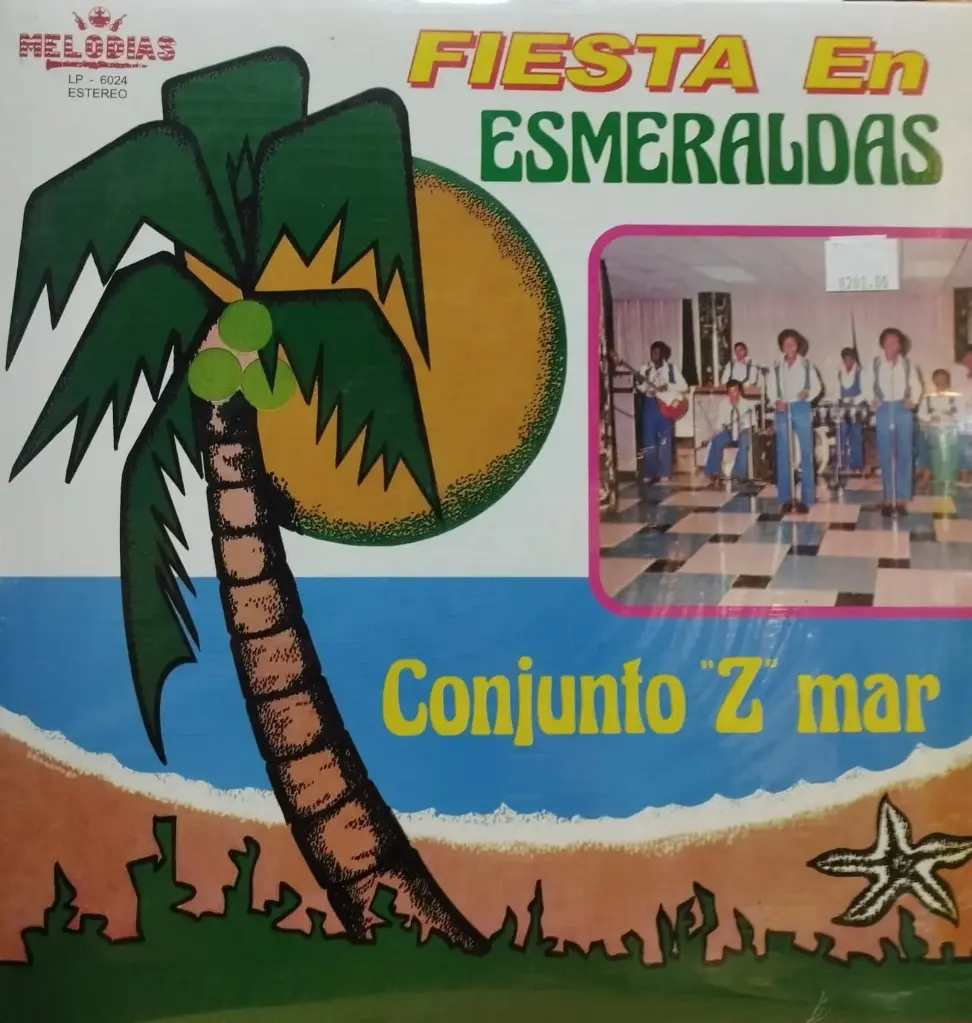 MELODIAS
LP - 6024
ESTEREO
FIESTA En
ESMERALDAS
Conjunto "Z" mar